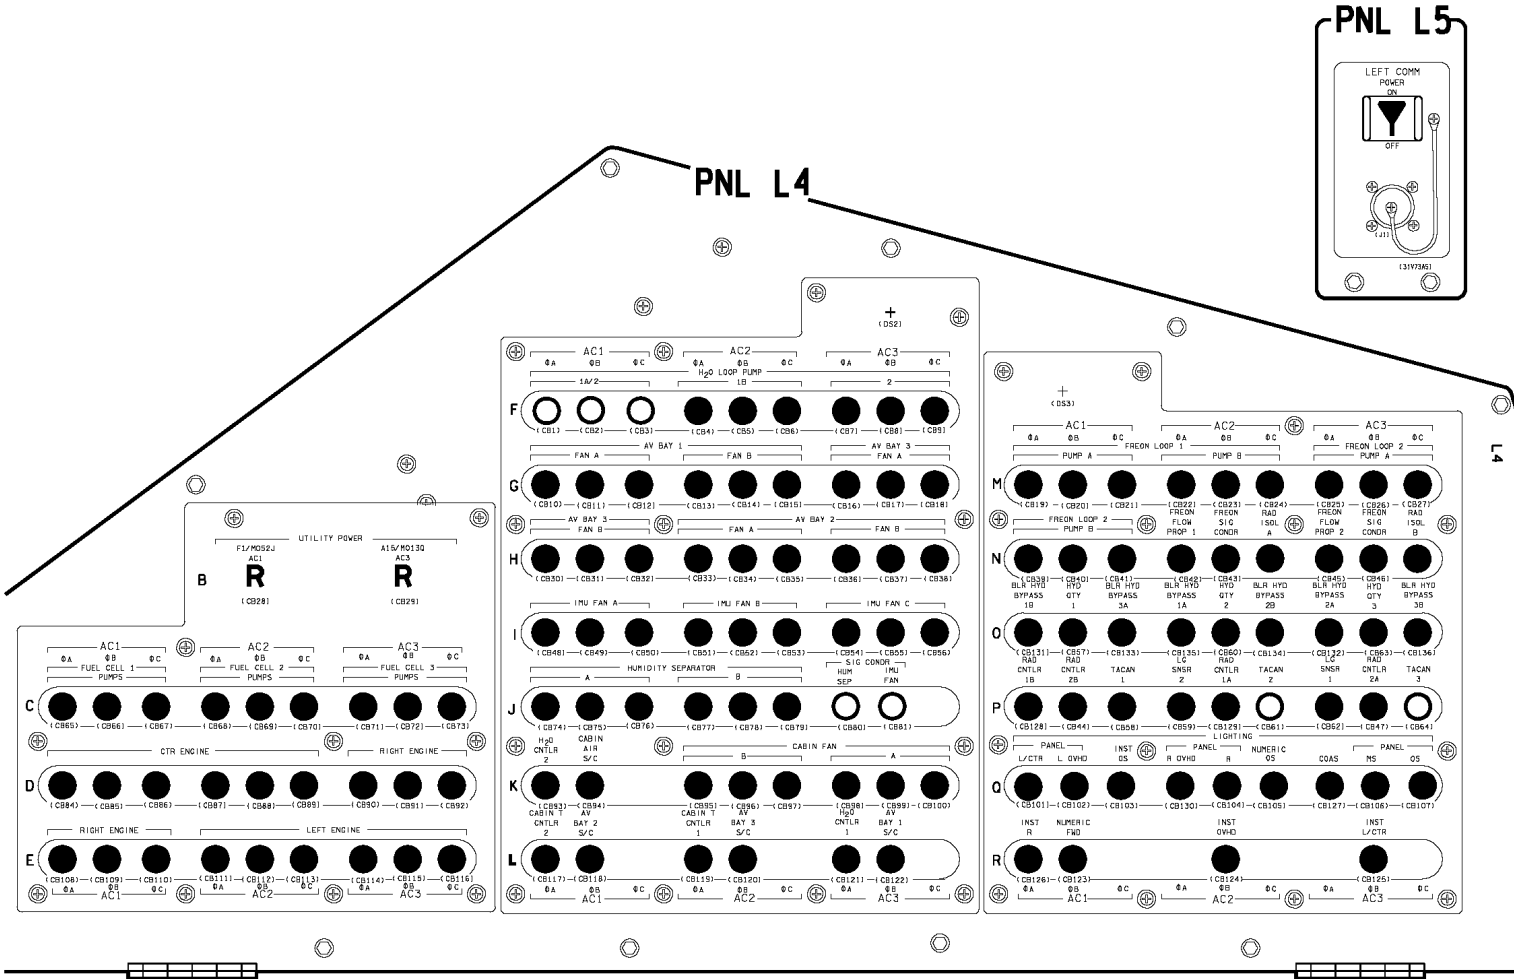 PNL L5
LEFT COMM
POWER
ON
OFF
(J1)
(31V73A5)
PNL L4
L4
UTILITY POWER
F1/MO52J A15/MO13Q
AC1 AC3
B R R
(CB28) (CB29)
AC1 AC2 AC3
ΦA ΦB ΦC ΦA ΦB ΦC ΦA ΦB ΦC
FUEL CELL 1 FUEL CELL 2 FUEL CELL 3
PUMPS PUMPS PUMPS
C
(CB65) (CB66) (CB67) (CB68) (CB69) (CB70) (CB71) (CB72) (CB73)
CTR ENGINE RIGHT ENGINE
D
(CB84) (CB85) (CB86) (CB87) (CB88) (CB89) (CB90) (CB91) (CB92)
RIGHT ENGINE LEFT ENGINE
E
(CB108) (CB109) (CB110) (CB111) (CB112) (CB113) (CB114) (CB115) (CB116)
ΦA ΦB ΦC ΦA ΦB ΦC ΦA ΦB ΦC
AC1 AC2 AC3
(DS2)
AC1 AC2 AC3
ΦA ΦB ΦC ΦA ΦB ΦC ΦA ΦB ΦC
H2O LOOP PUMP
1A/2 1B 2
F
(CB1) (CB2) (CB3) (CB4) (CB5) (CB6) (CB7) (CB8) (CB9)
AV BAY 1 AV BAY 3
FAN A FAN B FAN A
G
(CB10) (CB11) (CB12) (CB13) (CB14) (CB15) (CB16) (CB17) (CB18)
AV BAY 3 AV BAY 2
FAN B FAN A FAN B
H
(CB30) (CB31) (CB32) (CB33) (CB34) (CB35) (CB36) (CB37) (CB38)
IMU FAN A IMU FAN B IMU FAN C
I
(CB48) (CB49) (CB50) (CB51) (CB52) (CB53) (CB54) (CB55) (CB56)
HUMIDITY SEPARATOR SIG CONDR
A B HUM SEP IMU FAN
J
(CB74) (CB75) (CB76) (CB77) (CB78) (CB79) (CB80) (CB81)
H2O CNTLR 2 CABIN AIR S/C CABIN FAN
B A
K
(CB93) (CB94) (CB95) (CB96) (CB97) (CB98) (CB99) (CB100)
CABIN T CNTLR 2 AV BAY 2 S/C CABIN T CNTLR 1 AV BAY 3 S/C H2O CNTLR 1 AV BAY 1 S/C
L
(CB117) (CB118) (CB119) (CB120) (CB121) (CB122)
ΦA ΦB ΦC ΦA ΦB ΦC ΦA ΦB ΦC
AC1 AC2 AC3
(DS3)
AC1 AC2 AC3
ΦA ΦB ΦC ΦA ΦB ΦC ΦA ΦB ΦC
FREON LOOP 1 FREON LOOP 2
PUMP A PUMP B PUMP A
M
(CB19) (CB20) (CB21) (CB22) (CB23) (CB24) (CB25) (CB26) (CB27)
FREON LOOP 2 FREON FLOW PROP 1 FREON SIG CONDR RAD ISOL A FREON FLOW PROP 2 FREON SIG CONDR RAD ISOL B
PUMP B
N
(CB39) (CB40) (CB41) (CB42) (CB43) (CB45) (CB46)
BLR HYD BYPASS 1B HYD QTY 1 BLR HYD BYPASS 3A BLR HYD BYPASS 1A HYD QTY 2 BLR HYD BYPASS 2B BLR HYD BYPASS 2A HYD QTY 3 BLR HYD BYPASS 3B
O
(CB131) (CB57) (CB133) (CB135) (CB60) (CB134) (CB132) (CB63) (CB136)
RAD CNTLR 1B RAD CNTLR 2B TACAN 1 LG SNSR 2 RAD CNTLR 1A TACAN 2 LG SNSR 1 RAD CNTLR 2A TACAN 3
P
(CB128) (CB44) (CB58) (CB59) (CB129) (CB61) (CB62) (CB47) (CB64)
LIGHTING
PANEL INST PANEL NUMERIC PANEL
L/CTR L OVHD OS R OVHD R OS COAS MS OS
Q
(CB101) (CB102) (CB103) (CB130) (CB104) (CB105) (CB127) (CB106) (CB107)
INST R NUMERIC FWD INST OVHD INST L/CTR
R
(CB126) (CB123) (CB124) (CB125)
ΦA ΦB ΦC ΦA ΦB ΦC ΦA ΦB ΦC
AC1 AC2 AC3